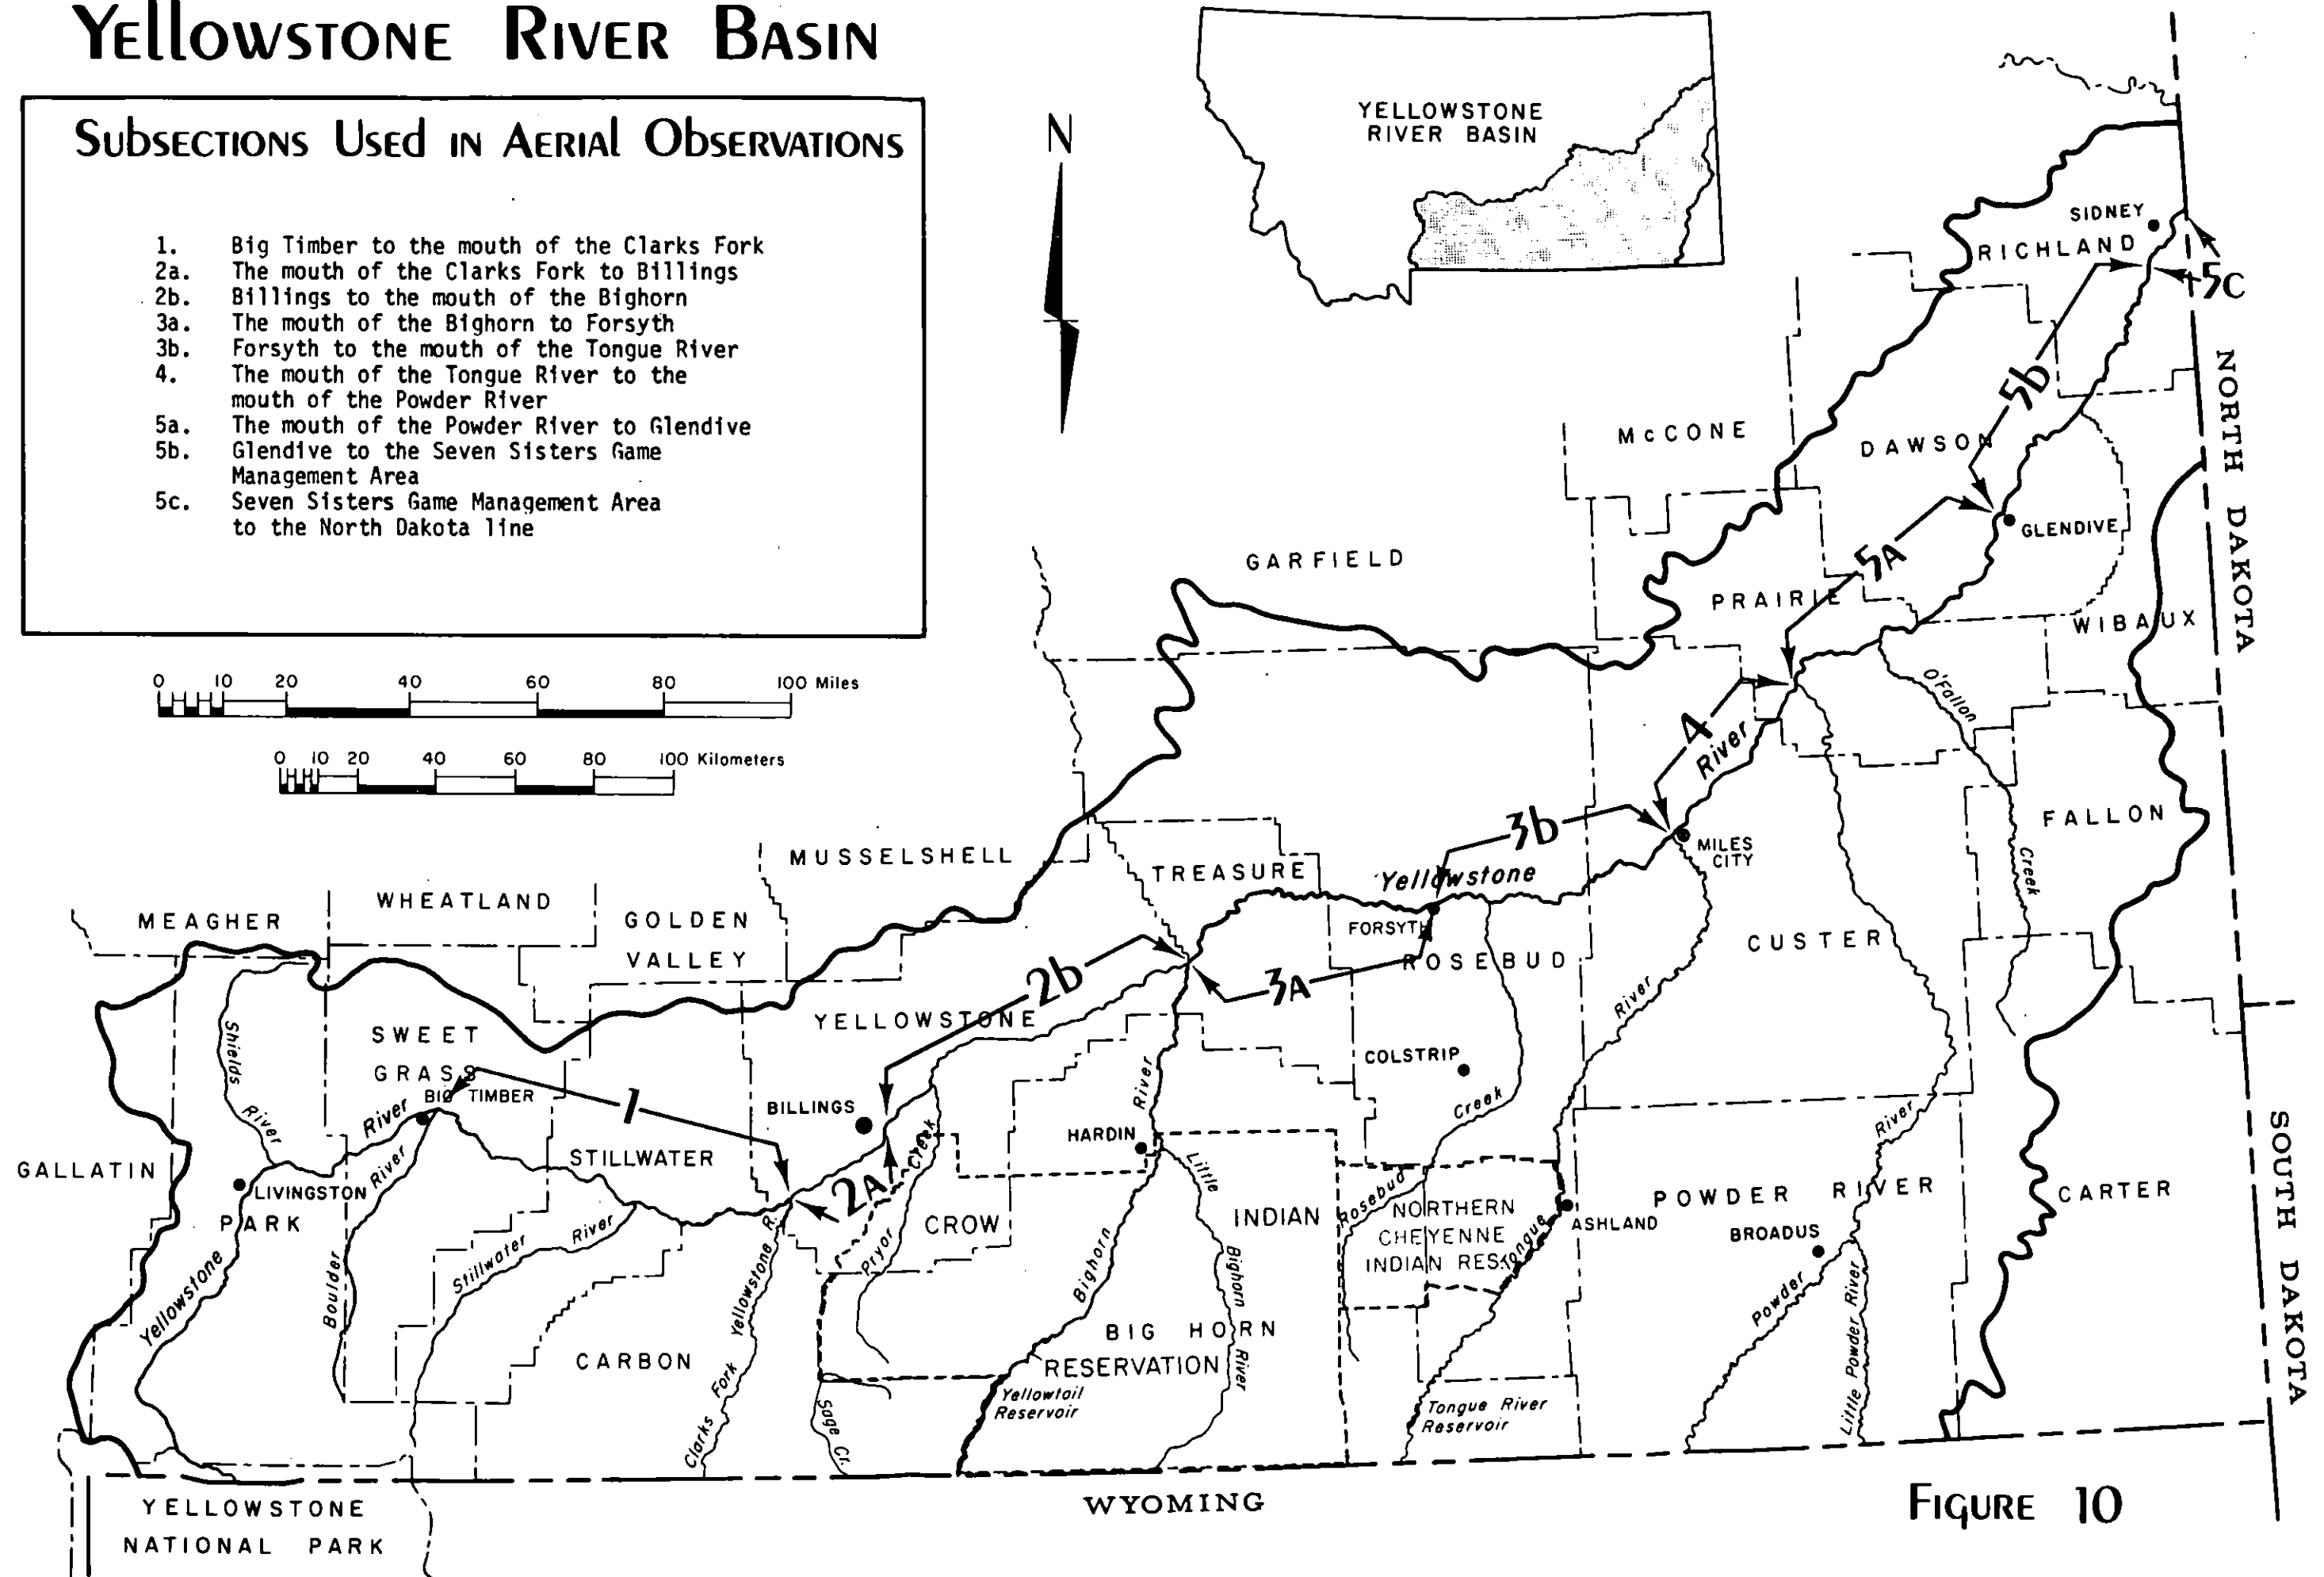 YELLOWSTONE RIVER BASIN
SUBSECTIONS USED IN AERIAL OBSERVATIONS
1. Big Timber to the mouth of the Clarks Fork
2a. The mouth of the Clarks Fork to Billings
2b. Billings to the mouth of the Bighorn
3a. The mouth of the Bighorn to Forsyth
3b. Forsyth to the mouth of the Tongue River
4. The mouth of the Tongue River to the
mouth of the Powder River
5a. The mouth of the Powder River to Glendive
5b. Glendive to the Seven Sisters Game
Management Area
5c. Seven Sisters Game Management Area
to the North Dakota line
0 10 20 40 60 80 100 Miles
0 10 20 40 60 80 100 Kilometers
N
YELLOWSTONE
RIVER BASIN
SIDNEY
RICHLAND
5c
5b
NORTH DAKOTA
McCONE
DAWSON
GLENDIVE
5A
GARFIELD
PRAIRIE
WIBAUX
O'Fallon
Creek
4
River
FALLON
3b
MILES
CITY
MUSSELSHELL
TREASURE
Yellowstone
FORSYTH
ROSEBUD
CUSTER
MEAGHER
WHEATLAND
GOLDEN
VALLEY
2b
3A
River
YELLOWSTONE
COLSTRIP
Creek
Shields
River
SWEET
GRASS
BIG TIMBER
River
1
BILLINGS
HARDIN
River
River
GALLATIN
LIVINGSTON
PARK
River
STILLWATER
2A
Creek
Pryor
CROW
Little
INDIAN
Rosebud
NORTHERN
CHEYENNE
INDIAN RES.
Tongue
ASHLAND
POWDER RIVER
BROADUS
CARTER
SOUTH DAKOTA
Yellowstone
Boulder
Stillwater River
Clarks Fork Yellowstone R.
CARBON
Bighorn
Bighorn River
BIG HORN
RESERVATION
Yellowtail
Reservoir
Sage Cr.
Tongue River
Reservoir
Powder
Little Powder River
YELLOWSTONE
NATIONAL PARK
WYOMING
FIGURE 10